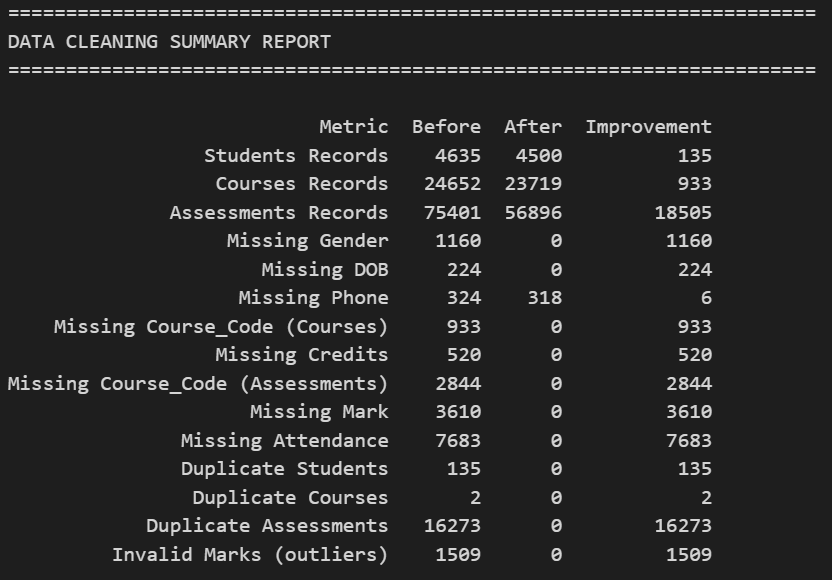 ======================================================================
DATA CLEANING SUMMARY REPORT
======================================================================
Metric Before After Improvement
Students Records 4635 4500 135
Courses Records 24652 23719 933
Assessments Records 75401 56896 18505
Missing Gender 1160 0 1160
Missing DOB 224 0 224
Missing Phone 324 318 6
Missing Course_Code (Courses) 933 0 933
Missing Credits 520 0 520
Missing Course_Code (Assessments) 2844 0 2844
Missing Mark 3610 0 3610
Missing Attendance 7683 0 7683
Duplicate Students 135 0 135
Duplicate Courses 2 0 2
Duplicate Assessments 16273 0 16273
Invalid Marks (outliers) 1509 0 1509